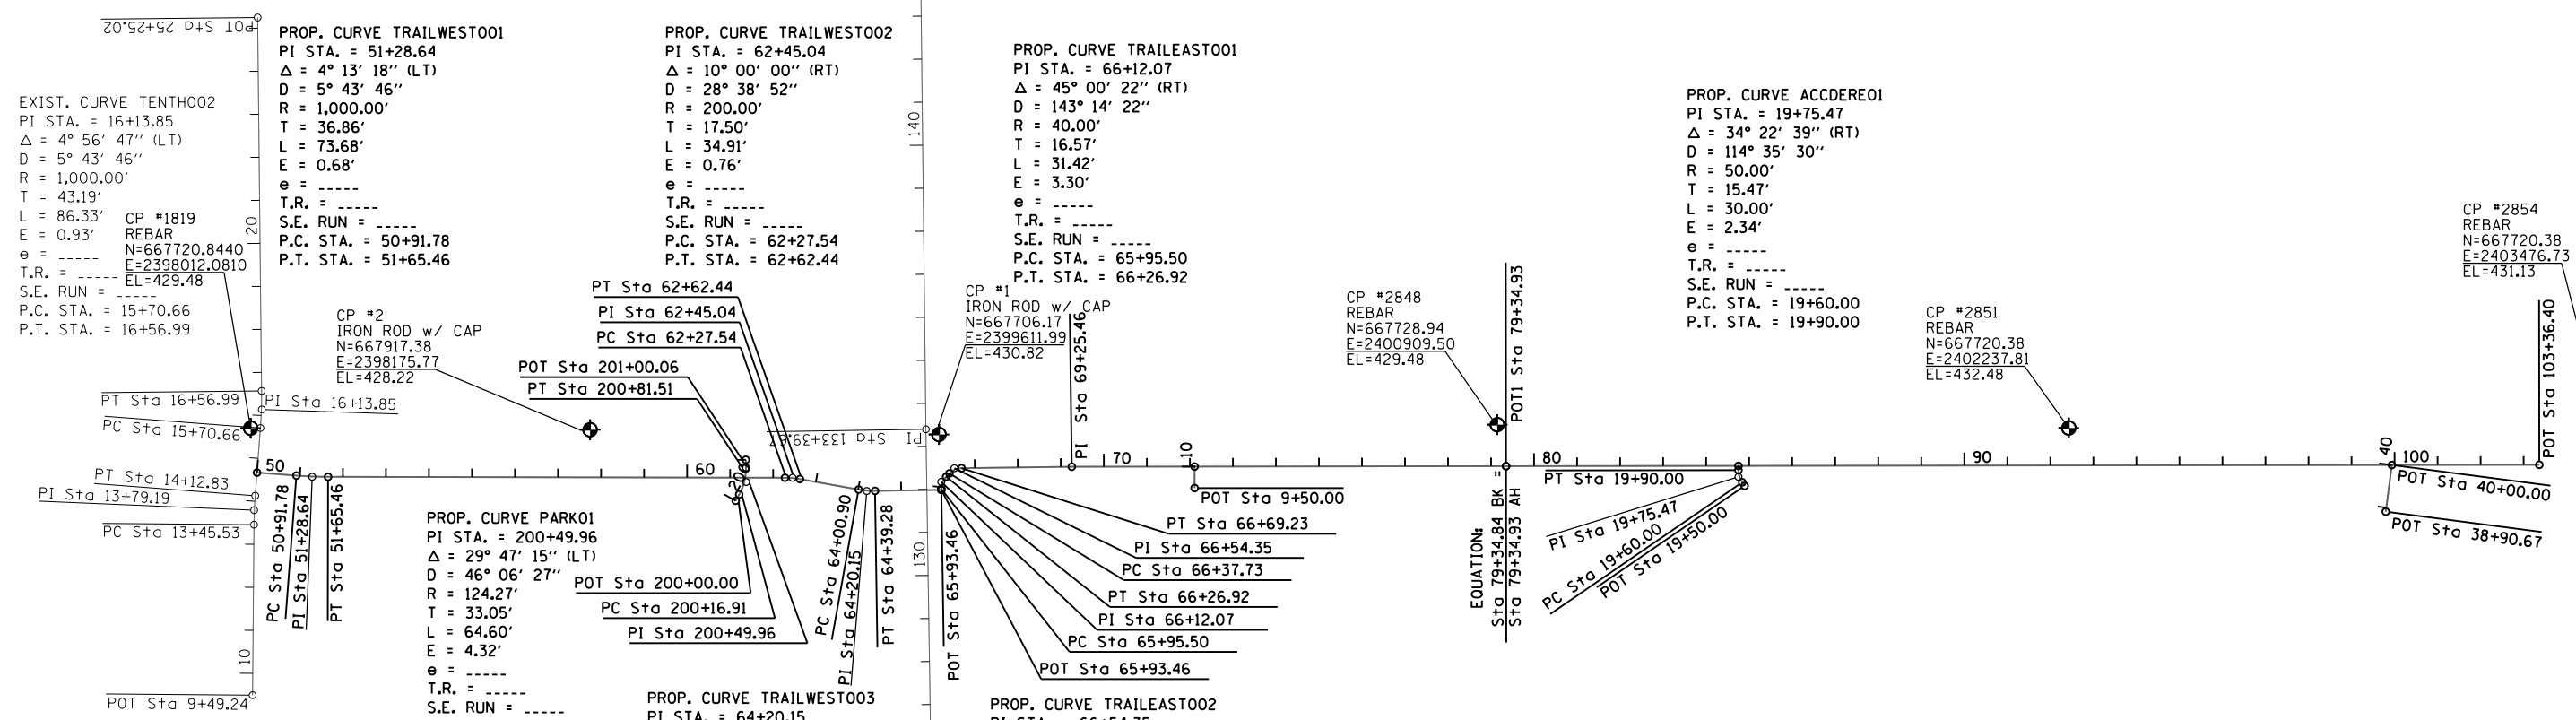 POT Sta 25+25.02
EXIST. CURVE TENTH002
PI STA. = 16+13.85
Δ = 4° 56' 47'' (LT)
D = 5° 43' 46''
R = 1,000.00'
T = 43.19'
L = 86.33'
E = 0.93'
e = -----
T.R. = -----
S.E. RUN = -----
P.C. STA. = 15+70.66
P.T. STA. = 16+56.99
CP #1819
REBAR
N=667720.8440
E=2398012.0810
EL=429.48
20
PROP. CURVE TRAILWEST001
PI STA. = 51+28.64
Δ = 4° 13' 18'' (LT)
D = 5° 43' 46''
R = 1,000.00'
T = 36.86'
L = 73.68'
E = 0.68'
e = -----
T.R. = -----
S.E. RUN = -----
P.C. STA. = 50+91.78
P.T. STA. = 51+65.46
PROP. CURVE TRAILWEST002
PI STA. = 62+45.04
Δ = 10° 00' 00'' (RT)
D = 28° 38' 52''
R = 200.00'
T = 17.50'
L = 34.91'
E = 0.76'
e = -----
T.R. = -----
S.E. RUN = -----
P.C. STA. = 62+27.54
P.T. STA. = 62+62.44
140
PROP. CURVE TRAILEAST001
PI STA. = 66+12.07
Δ = 45° 00' 22'' (RT)
D = 143° 14' 22''
R = 40.00'
T = 16.57'
L = 31.42'
E = 3.30'
e = -----
T.R. = -----
S.E. RUN = -----
P.C. STA. = 65+95.50
P.T. STA. = 66+26.92
PROP. CURVE ACCDERE01
PI STA. = 19+75.47
Δ = 34° 22' 39'' (RT)
D = 114° 35' 30''
R = 50.00'
T = 15.47'
L = 30.00'
E = 2.34'
e = -----
T.R. = -----
S.E. RUN = -----
P.C. STA. = 19+60.00
P.T. STA. = 19+90.00
CP #2
IRON ROD w/ CAP
N=667917.38
E=2398175.77
EL=428.22
CP #1
IRON ROD w/ CAP
N=667706.17
E=2399611.99
EL=430.82
CP #2848
REBAR
N=667728.94
E=2400909.50
EL=429.48
CP #2851
REBAR
N=667720.38
E=2402237.81
EL=432.48
CP #2854
REBAR
N=667720.38
E=2403476.73
EL=431.13
PT Sta 62+62.44
PI Sta 62+45.04
PC Sta 62+27.54
POT Sta 201+00.06
PT Sta 200+81.51
PT Sta 16+56.99
PI Sta 16+13.85
PC Sta 15+70.66
PI Sta 133+39.67
PI Sta 69+25.46
POT1 Sta 79+34.93
POT Sta 103+36.40
PT Sta 14+12.83
PI Sta 13+79.19
PC Sta 13+45.53
50
60
70
10
80
90
40
100
PC Sta 50+91.78
PI Sta 51+28.64
PT Sta 51+65.46
PROP. CURVE PARK01
PI STA. = 200+49.96
Δ = 29° 47' 15'' (LT)
D = 46° 06' 27''
R = 124.27'
T = 33.05'
L = 64.60'
E = 4.32'
e = -----
T.R. = -----
S.E. RUN = -----
POT Sta 200+00.00
PC Sta 200+16.91
PI Sta 200+49.96
PC Sta 64+00.90
PI Sta 64+20.15
PT Sta 64+39.28
130
POT Sta 65+93.46
PT Sta 66+69.23
PI Sta 66+54.35
PC Sta 66+37.73
PT Sta 66+26.92
PI Sta 66+12.07
PC Sta 65+95.50
POT Sta 65+93.46
POT Sta 9+50.00
EQUATION:
Sta 79+34.84 BK =
Sta 79+34.93 AH
PT Sta 19+90.00
PI Sta 19+75.47
PC Sta 19+60.00
POT Sta 19+50.00
POT Sta 40+00.00
POT Sta 38+90.67
10
POT Sta 9+49.24
PROP. CURVE TRAILWEST003
PI STA. = 64+20.15
PROP. CURVE TRAILEAST002
PI STA. = 66+54.35